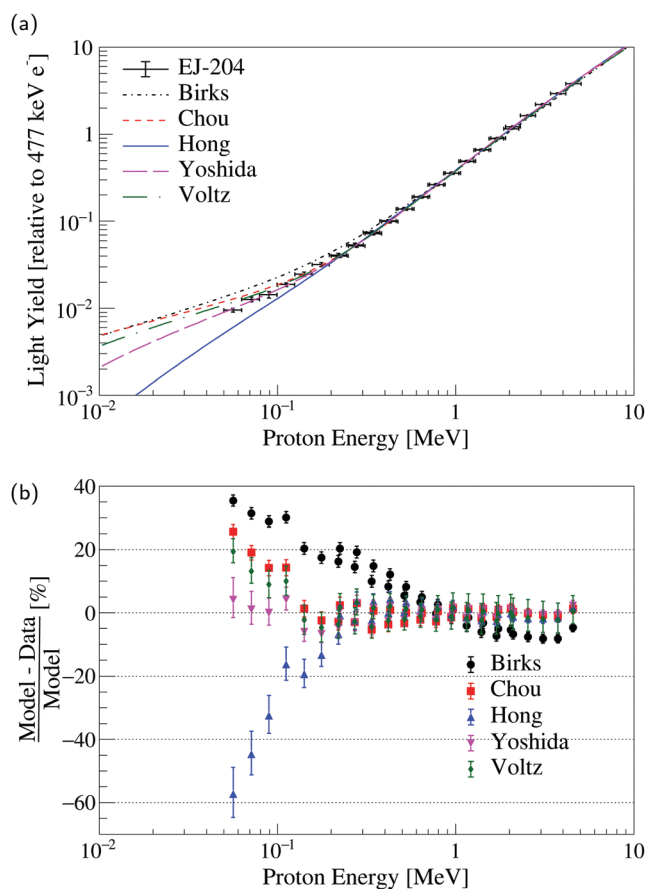 (a)
10
1
10⁻¹
10⁻²
10⁻³
Light Yield [relative to 477 keV e⁻]
EJ-204
Birks
Chou
Hong
Yoshida
Voltz
10⁻²
10⁻¹
1
10
Proton Energy [MeV]
(b)
40
20
0
−20
−40
−60
Model - Data
Model
[%]
Birks
Chou
Hong
Yoshida
Voltz
10⁻²
10⁻¹
1
10
Proton Energy [MeV]